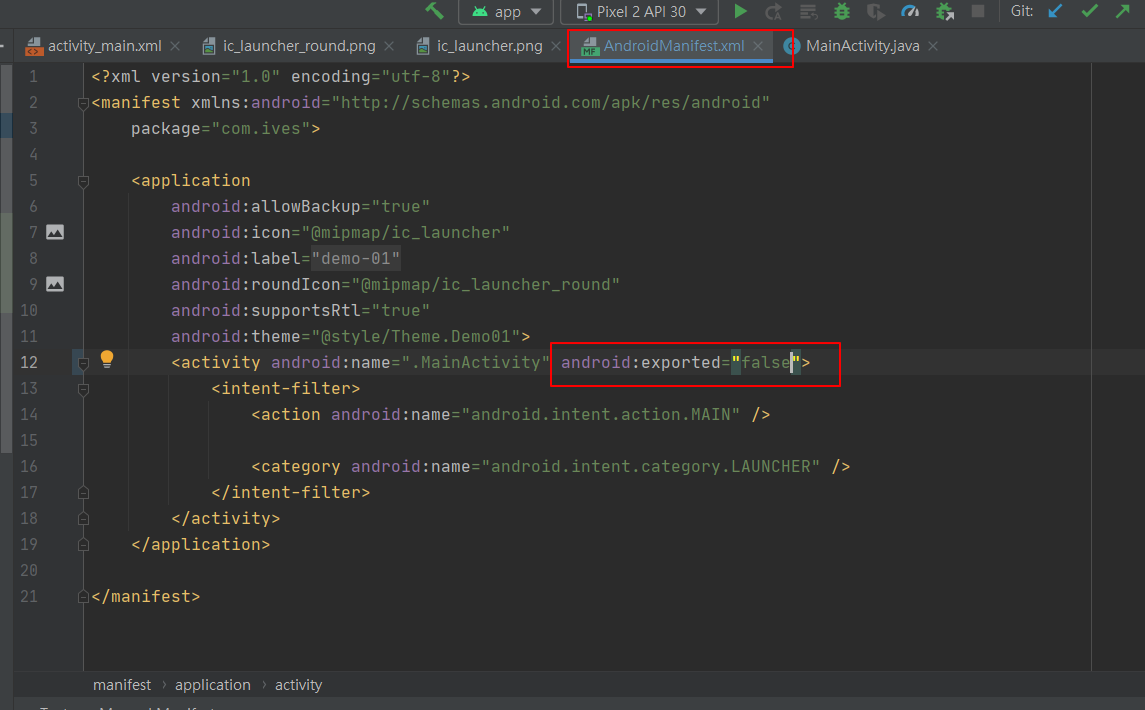 app Pixel 2 API 30 Git:
activity_main.xml ic_launcher_round.png ic_launcher.png MF AndroidManifest.xml MainActivity.java
1 <?xml version="1.0" encoding="utf-8"?>
2 <manifest xmlns:android="http://schemas.android.com/apk/res/android"
3 package="com.ives">
4
5 <application
6 android:allowBackup="true"
7 android:icon="@mipmap/ic_launcher"
8 android:label="demo-01"
9 android:roundIcon="@mipmap/ic_launcher_round"
10 android:supportsRtl="true"
11 android:theme="@style/Theme.Demo01">
12 <activity android:name=".MainActivity" android:exported="false">
13 <intent-filter>
14 <action android:name="android.intent.action.MAIN" />
15
16 <category android:name="android.intent.category.LAUNCHER" />
17 </intent-filter>
18 </activity>
19 </application>
20
21 </manifest>
manifest › application › activity